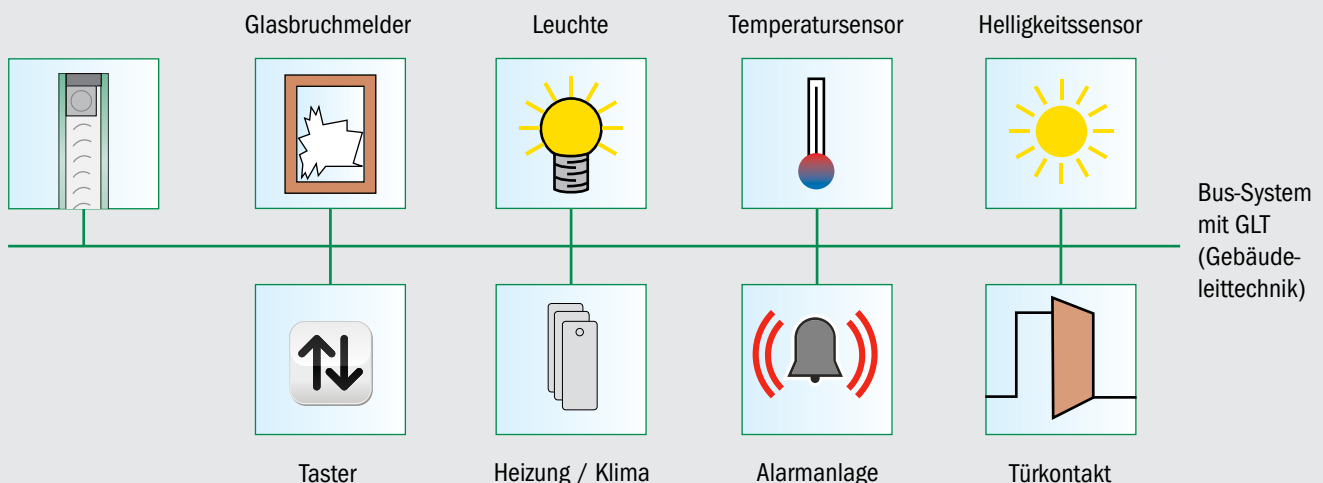 Glasbruchmelder
Leuchte
Temperatursensor
Helligkeitssensor
Bus-System
mit GLT
(Gebäude-
leittechnik)
Taster
Heizung / Klima
Alarmanlage
Türkontakt